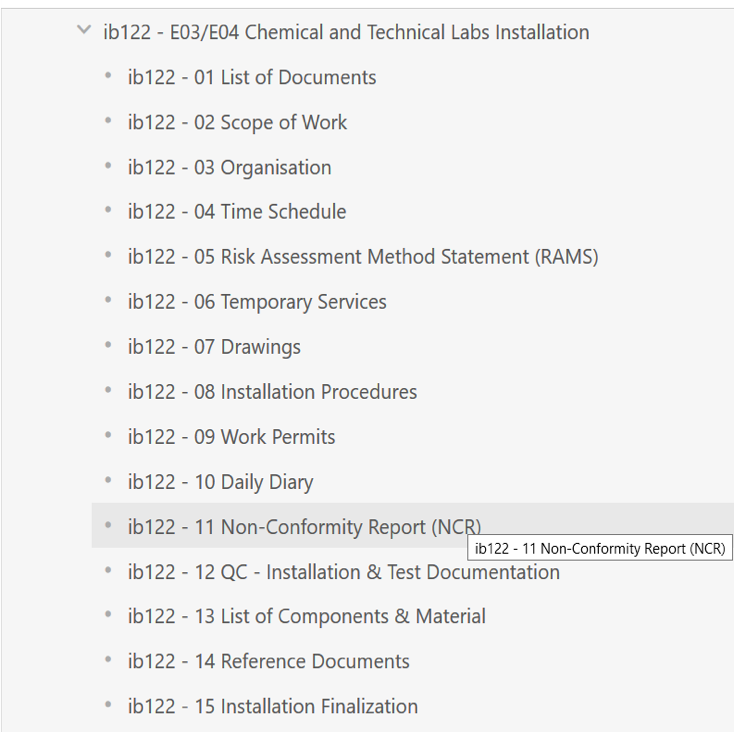 ib122 - E03/E04 Chemical and Technical Labs Installation
ib122 - 01 List of Documents
ib122 - 02 Scope of Work
ib122 - 03 Organisation
ib122 - 04 Time Schedule
ib122 - 05 Risk Assessment Method Statement (RAMS)
ib122 - 06 Temporary Services
ib122 - 07 Drawings
ib122 - 08 Installation Procedures
ib122 - 09 Work Permits
ib122 - 10 Daily Diary
ib122 - 11 Non-Conformity Report (NCR)
ib122 - 11 Non-Conformity Report (NCR)
ib122 - 12 QC - Installation & Test Documentation
ib122 - 13 List of Components & Material
ib122 - 14 Reference Documents
ib122 - 15 Installation Finalization